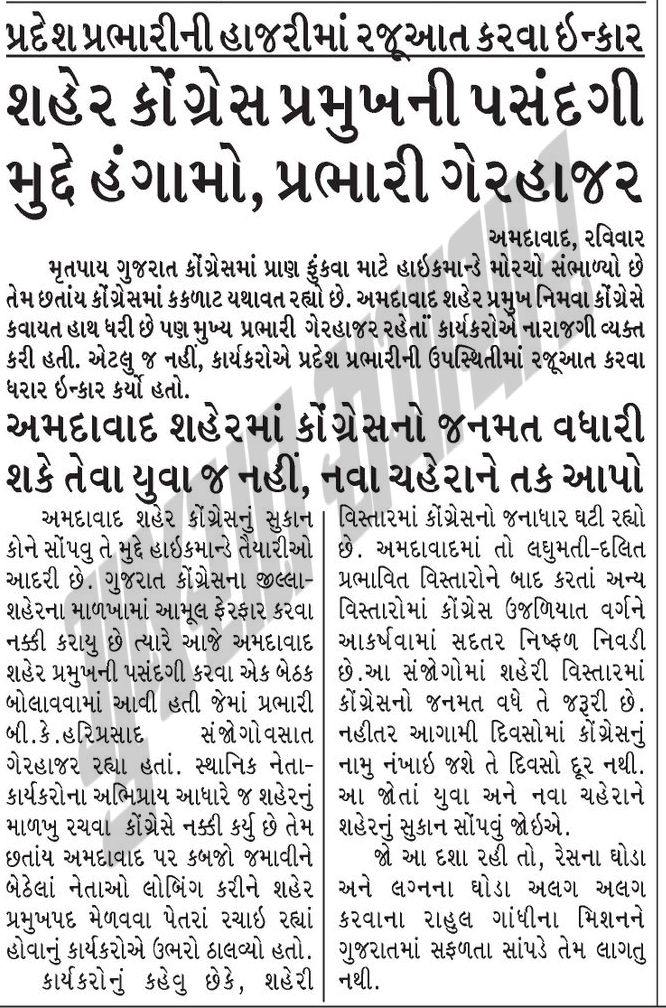 પ્રદેશ પ્રભારીની હાજરીમાં રજૂઆત કરવા ઇન્કાર
શહેર કોંગ્રેસ પ્રમુખની પસંદગી
મુદ્દે હંગામો, પ્રભારી ગેરહાજર
અમદાવાદ, રવિવાર
મૃતપાય ગુજરાત કોંગ્રેસમાં પ્રાણ ફુંકવા માટે હાઇકમાન્ડે મોરચો સંભાળ્યો છે
તેમ છતાંય કોંગ્રેસમાં કકળાટ યથાવત રહ્યો છે. અમદાવાદ શહેર પ્રમુખ નિમવા કોંગ્રેસે
કવાયત હાથ ધરી છે પણ મુખ્ય પ્રભારી ગેરહાજર રહેતાં કાર્યકરોએ નારાજગી વ્યક્ત
કરી હતી. એટલુ જ નહીં, કાર્યકરોએ પ્રદેશ પ્રભારીની ઉપસ્થિતીમાં રજૂઆત કરવા
ધરાર ઇન્કાર કર્યો હતો.
અમદાવાદ શહેરમાં કોંગ્રેસનો જનમત વધારી
શકે તેવા યુવા જ નહીં, નવા ચહેરાને તક આપો
અમદાવાદ શહેર કોંગ્રેસનું સુકાન
કોને સોંપવુ તે મુદ્દે હાઇકમાન્ડે તૈયારીઓ
આદરી છે. ગુજરાત કોંગ્રેસના જીલ્લા-
શહેરના માળખામાં આમૂલ ફેરફાર કરવા
નક્કી કરાયુ છે ત્યારે આજે અમદાવાદ
શહેર પ્રમુખની પસંદગી કરવા એક બેઠક
બોલાવવામાં આવી હતી જેમાં પ્રભારી
બી.કે.હરિપ્રસાદ સંજોગોવસાત
ગેરહાજર રહ્યા હતાં. સ્થાનિક નેતા-
કાર્યકરોના અભિપ્રાય આધારે જ શહેરનું
માળખુ રચવા કોંગ્રેસે નક્કી કર્યુ છે તેમ
છતાંય અમદાવાદ પર કબજો જમાવીને
બેઠેલાં નેતાઓ લોબિંગ કરીને શહેર
પ્રમુખપદ મેળવવા પેતરાં રચાઇ રહ્યાં
હોવાનું કાર્યકરોએ ઉભરો ઠાલવ્યો હતો.
કાર્યકરોનું કહેવુ છેકે, શહેરી
વિસ્તારમાં કોંગ્રેસનો જનાધાર ઘટી રહ્યો
છે. અમદાવાદમાં તો લઘુમતી-દલિત
પ્રભાવિત વિસ્તારોને બાદ કરતાં અન્ય
વિસ્તારોમાં કોંગ્રેસ ઉજળિયાત વર્ગને
આકર્ષવામાં સદતર નિષ્ફળ નિવડી
છે.આ સંજોગોમાં શહેરી વિસ્તારમાં
કોંગ્રેસનો જનમત વધે તે જરૂરી છે.
નહીતર આગામી દિવસોમાં કોંગ્રેસનું
નામુ નંખાઇ જશે તે દિવસો દૂર નથી.
આ જોતાં યુવા અને નવા ચહેરાને
શહેરનું સુકાન સોંપવું જોઇએ.
જો આ દશા રહી તો, રેસના ઘોડા
અને લગ્નના ઘોડા અલગ અલગ
કરવાના રાહુલ ગાંધીના મિશનને
ગુજરાતમાં સફળતા સાંપડે તેમ લાગતુ
નથી.
ગુજરાત સમાચાર